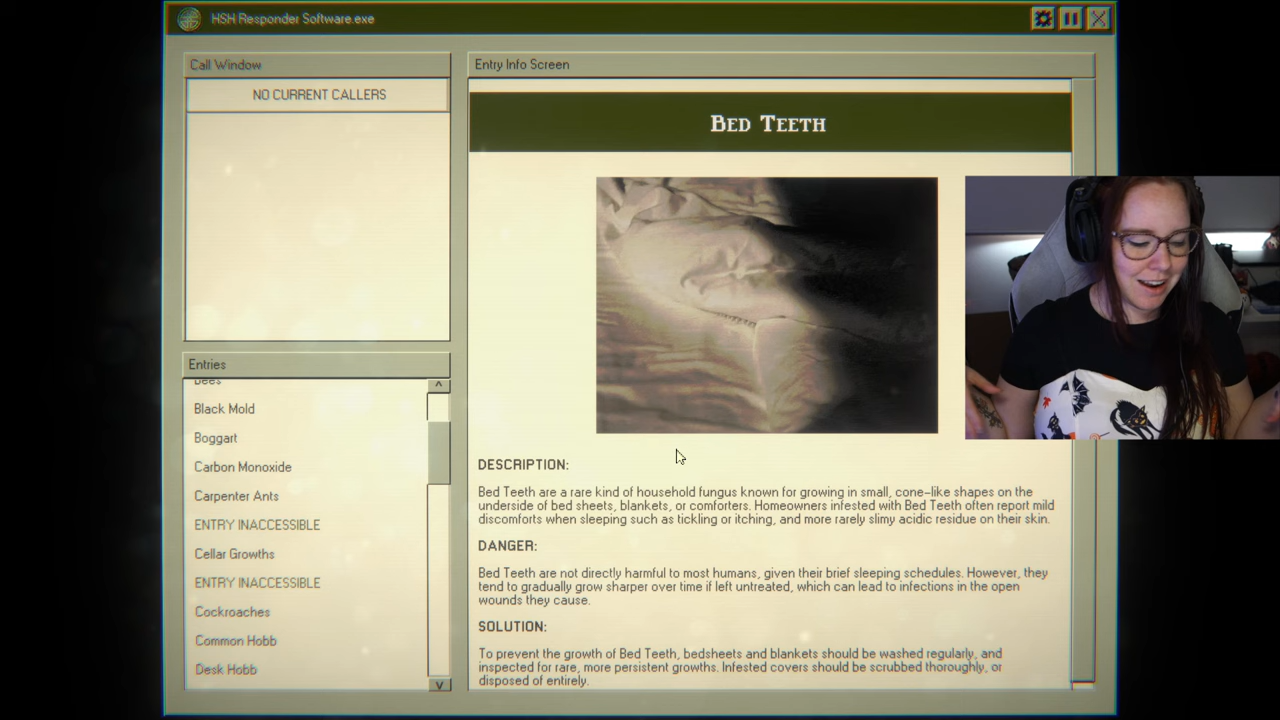 HSH Responder Software.exe
Call Window
NO CURRENT CALLERS
Entries
Bees
Black Mold
Boggart
Carbon Monoxide
Carpenter Ants
ENTRY INACCESSIBLE
Cellar Growths
ENTRY INACCESSIBLE
Cockroaches
Common Hobb
Desk Hobb
Entry Info Screen
Bed Teeth
DESCRIPTION:
Bed Teeth are a rare kind of household fungus known for growing in small, cone-like shapes on the
underside of bed sheets, blankets, or comforters. Homeowners infested with Bed Teeth often report mild
discomforts when sleeping such as tickling or itching, and more rarely slimy acidic residue on their skin.
DANGER:
Bed Teeth are not directly harmful to most humans, given their brief sleeping schedules. However, they
tend to gradually grow sharper over time if left untreated, which can lead to infections in the open
wounds they cause.
SOLUTION:
To prevent the growth of Bed Teeth, bedsheets and blankets should be washed regularly, and
inspected for rare, more persistent growths. Infested covers should be scrubbed thoroughly, or
disposed of entirely.